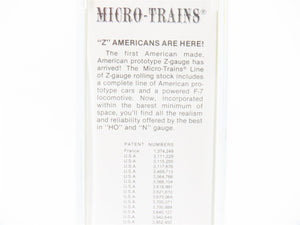 MICRO-TRAINS®
"Z" AMERICANS ARE HERE!
The first American made,
American prototype Z-gauge has
arrived! The Micro-Trains® Line
of Z-gauge rolling stock includes
a complete line of American pro-
totype cars and a powered F-7
locomotive. Now, incorporated
within the barest minimum of
space, you'll find all the realism
and reliability offered by the best
in "HO" and "N" gauge.
PATENT NUMBERS
France
U.S.A.
U.S.A.
U.S.A.
U.S.A.
U.S.A.
U.S.A.
U.S.A.
U.S.A.
U.S.A.
U.S.A.
U.S.A.
U.S.A.